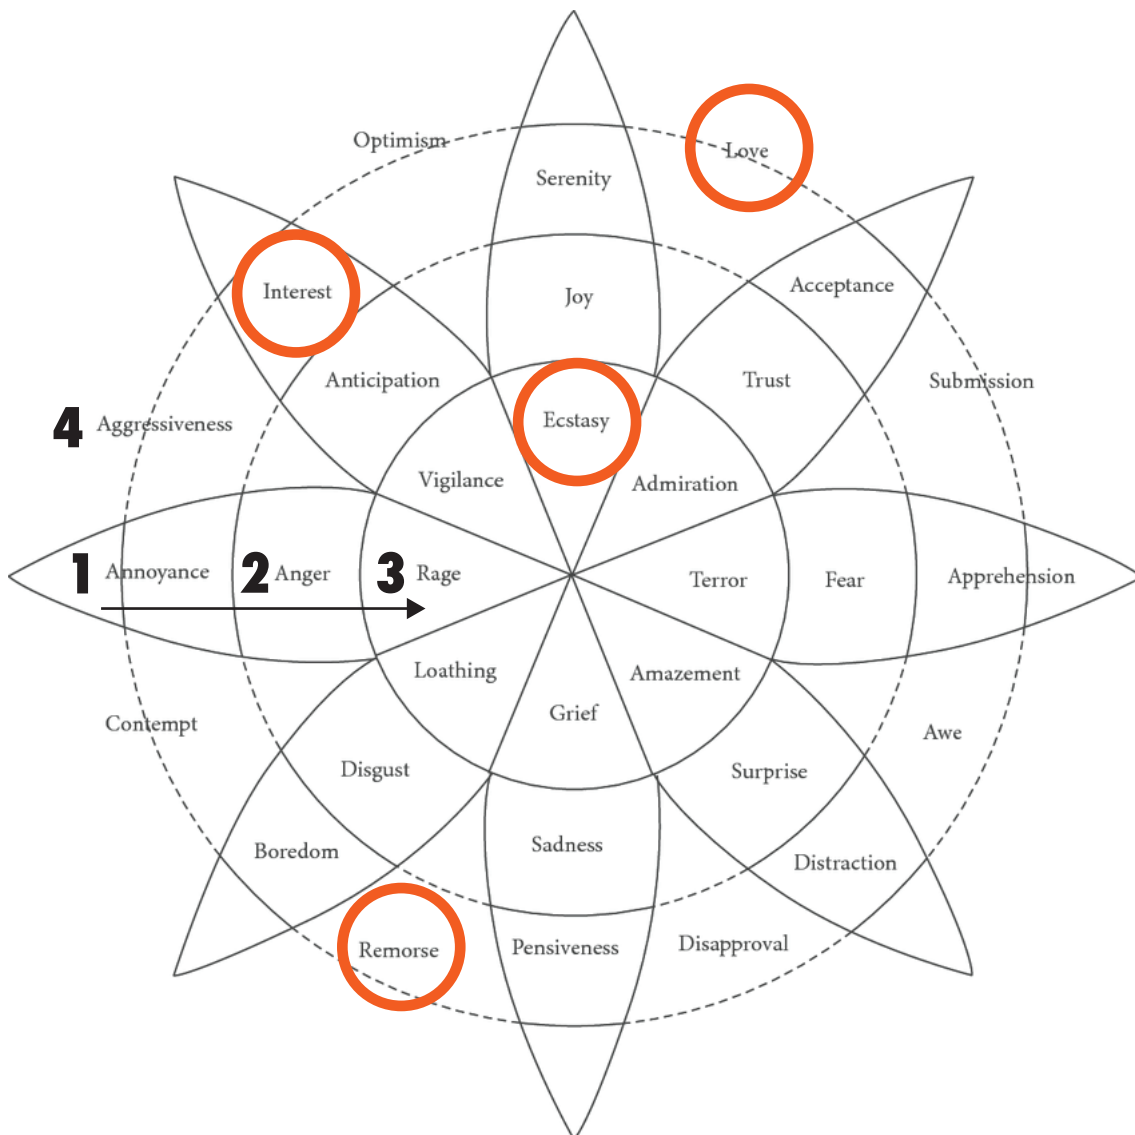 Optimism
Love
Serenity
Interest
Joy
Acceptance
Anticipation
Trust
Submission
4 Aggressiveness
Ecstasy
Vigilance
Admiration
1 Annoyance
2 Anger
3 Rage
Terror
Fear
Apprehension
Loathing
Amazement
Grief
Contempt
Awe
Disgust
Surprise
Boredom
Sadness
Distraction
Remorse
Pensiveness
Disapproval